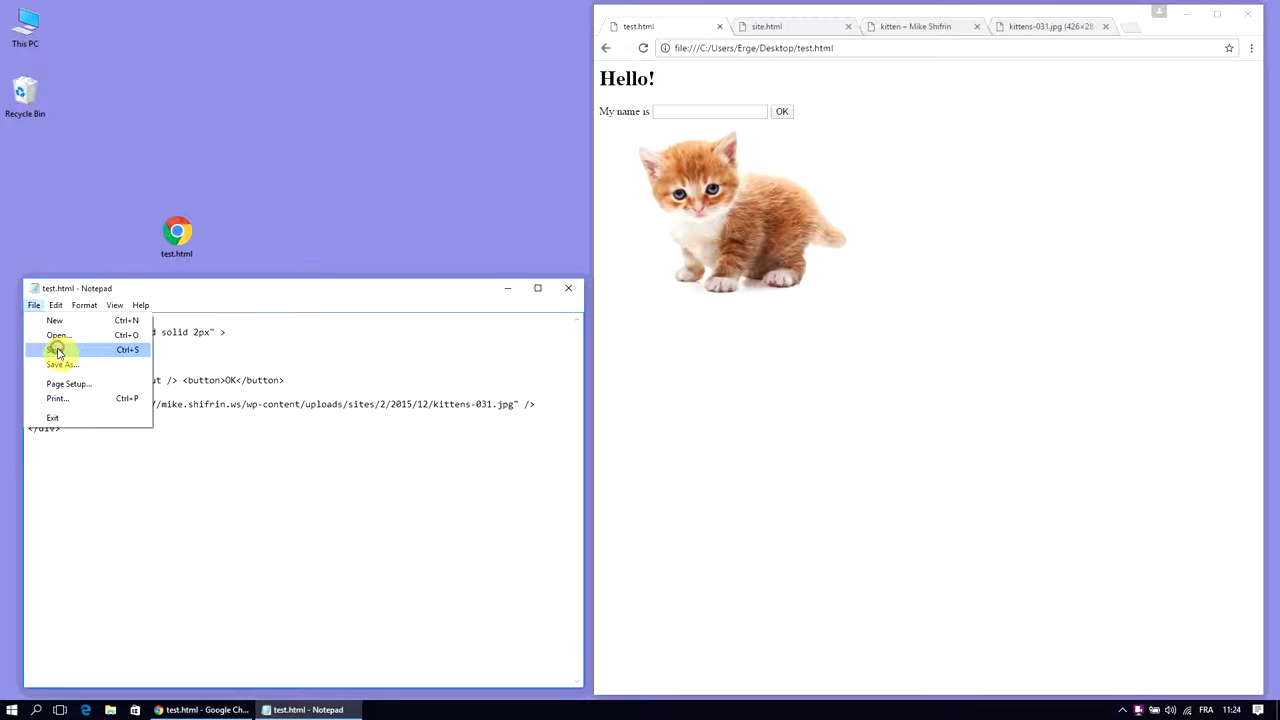 This PC
Recycle Bin
test.html
test.html - Notepad
File Edit Format View Help
New Ctrl+N
Open... Ctrl+O
Ctrl+S
Save As...
Page Setup...
Print... Ctrl+P
Exit
solid 2px" >
/> <button>OK</button>
/mike.shifrin.ws/wp-content/uploads/sites/2/2015/12/kittens-031.jpg" />
</div>
test.html
site.html
kitten – Mike Shifrin
kittens-031.jpg (426×28
file:///C:/Users/Erge/Desktop/test.html
Hello!
My name is OK
test.html - Google Ch...
test.html - Notepad
FRA
11:24